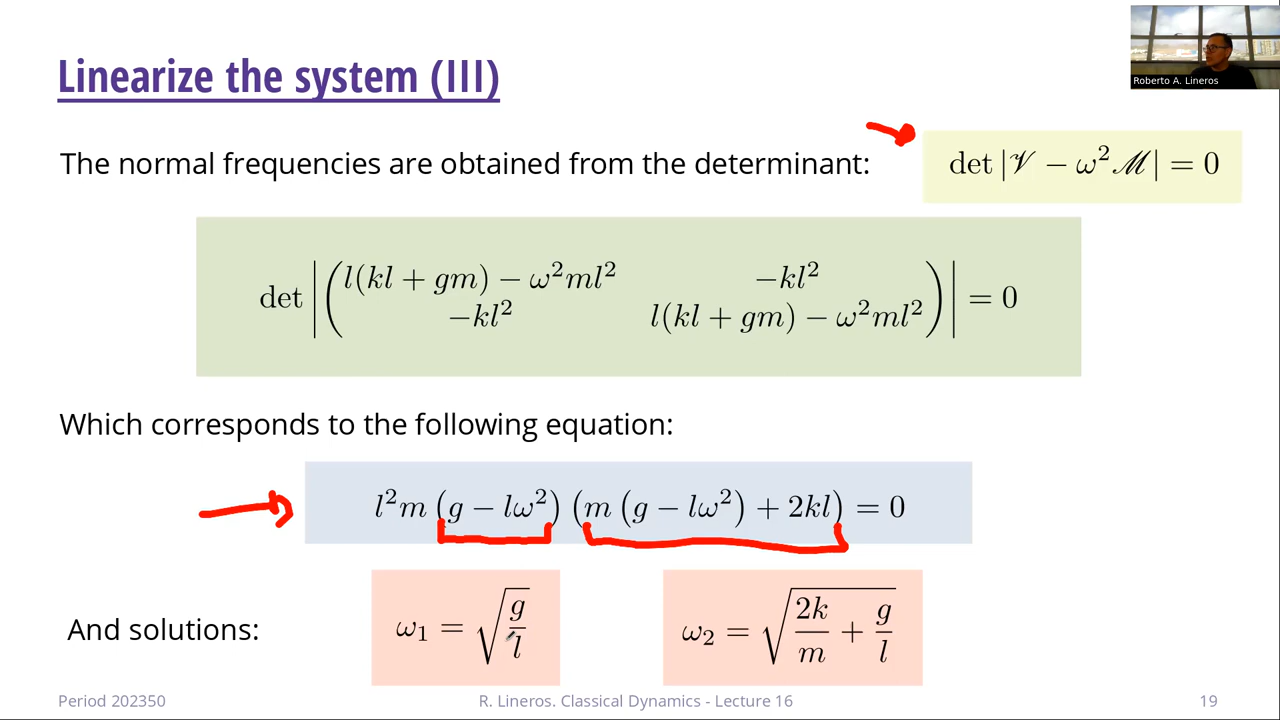 Roberto A. Lineros
Linearize the system (III)
The normal frequencies are obtained from the determinant:
det |𝒱 − ω²ℳ| = 0
det |( l(kl + gm) − ω²ml²   −kl²
−kl²   l(kl + gm) − ω²ml² )| = 0
Which corresponds to the following equation:
l²m (g − lω²) (m (g − lω²) + 2kl) = 0
And solutions: ω₁ = √(g/l)   ω₂ = √(2k/m + g/l)
Period 202350   R. Lineros. Classical Dynamics - Lecture 16   19